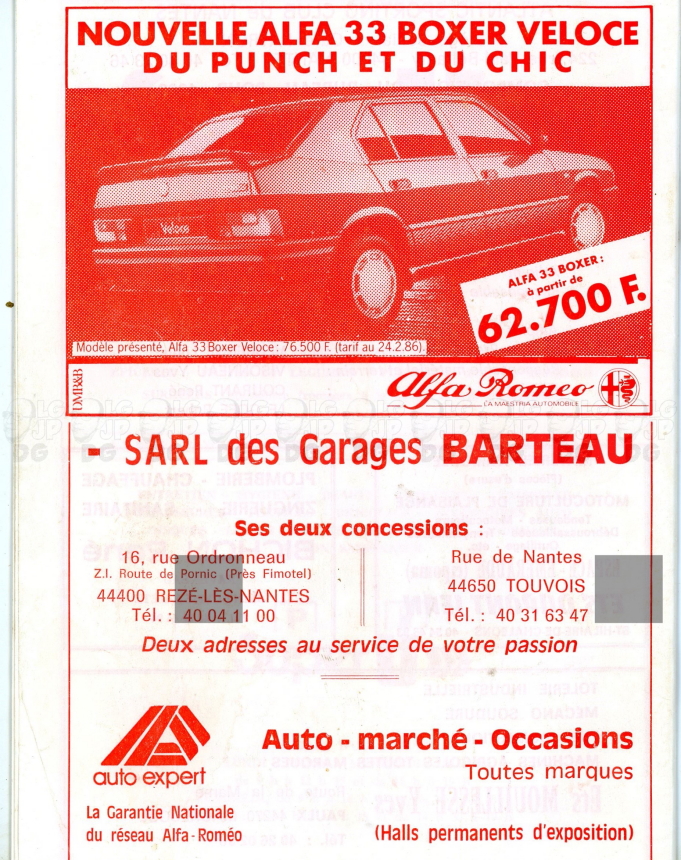 NOUVELLE ALFA 33 BOXER VELOCE
DU PUNCH ET DU CHIC
Veloce
ALFA 33 BOXER :
à partir de
62.700 F.
Modèle présenté, Alfa 33 Boxer Veloce : 76.500 F. (tarif au 24.2.86).
DMB&B
Alfa Romeo
LA MAESTRIA AUTOMOBILE
- SARL des Garages BARTEAU
Ses deux concessions :
16, rue Ordronneau
Z.I. Route de Pornic (Près Fimotel)
44400 REZÉ-LÈS-NANTES
Tél. : 40 04 11 00
Rue de Nantes
44650 TOUVOIS
Tél. : 40 31 63 47
Deux adresses au service de votre passion
auto expert
La Garantie Nationale
du réseau Alfa-Roméo
Auto - marché - Occasions
Toutes marques
(Halls permanents d'exposition)